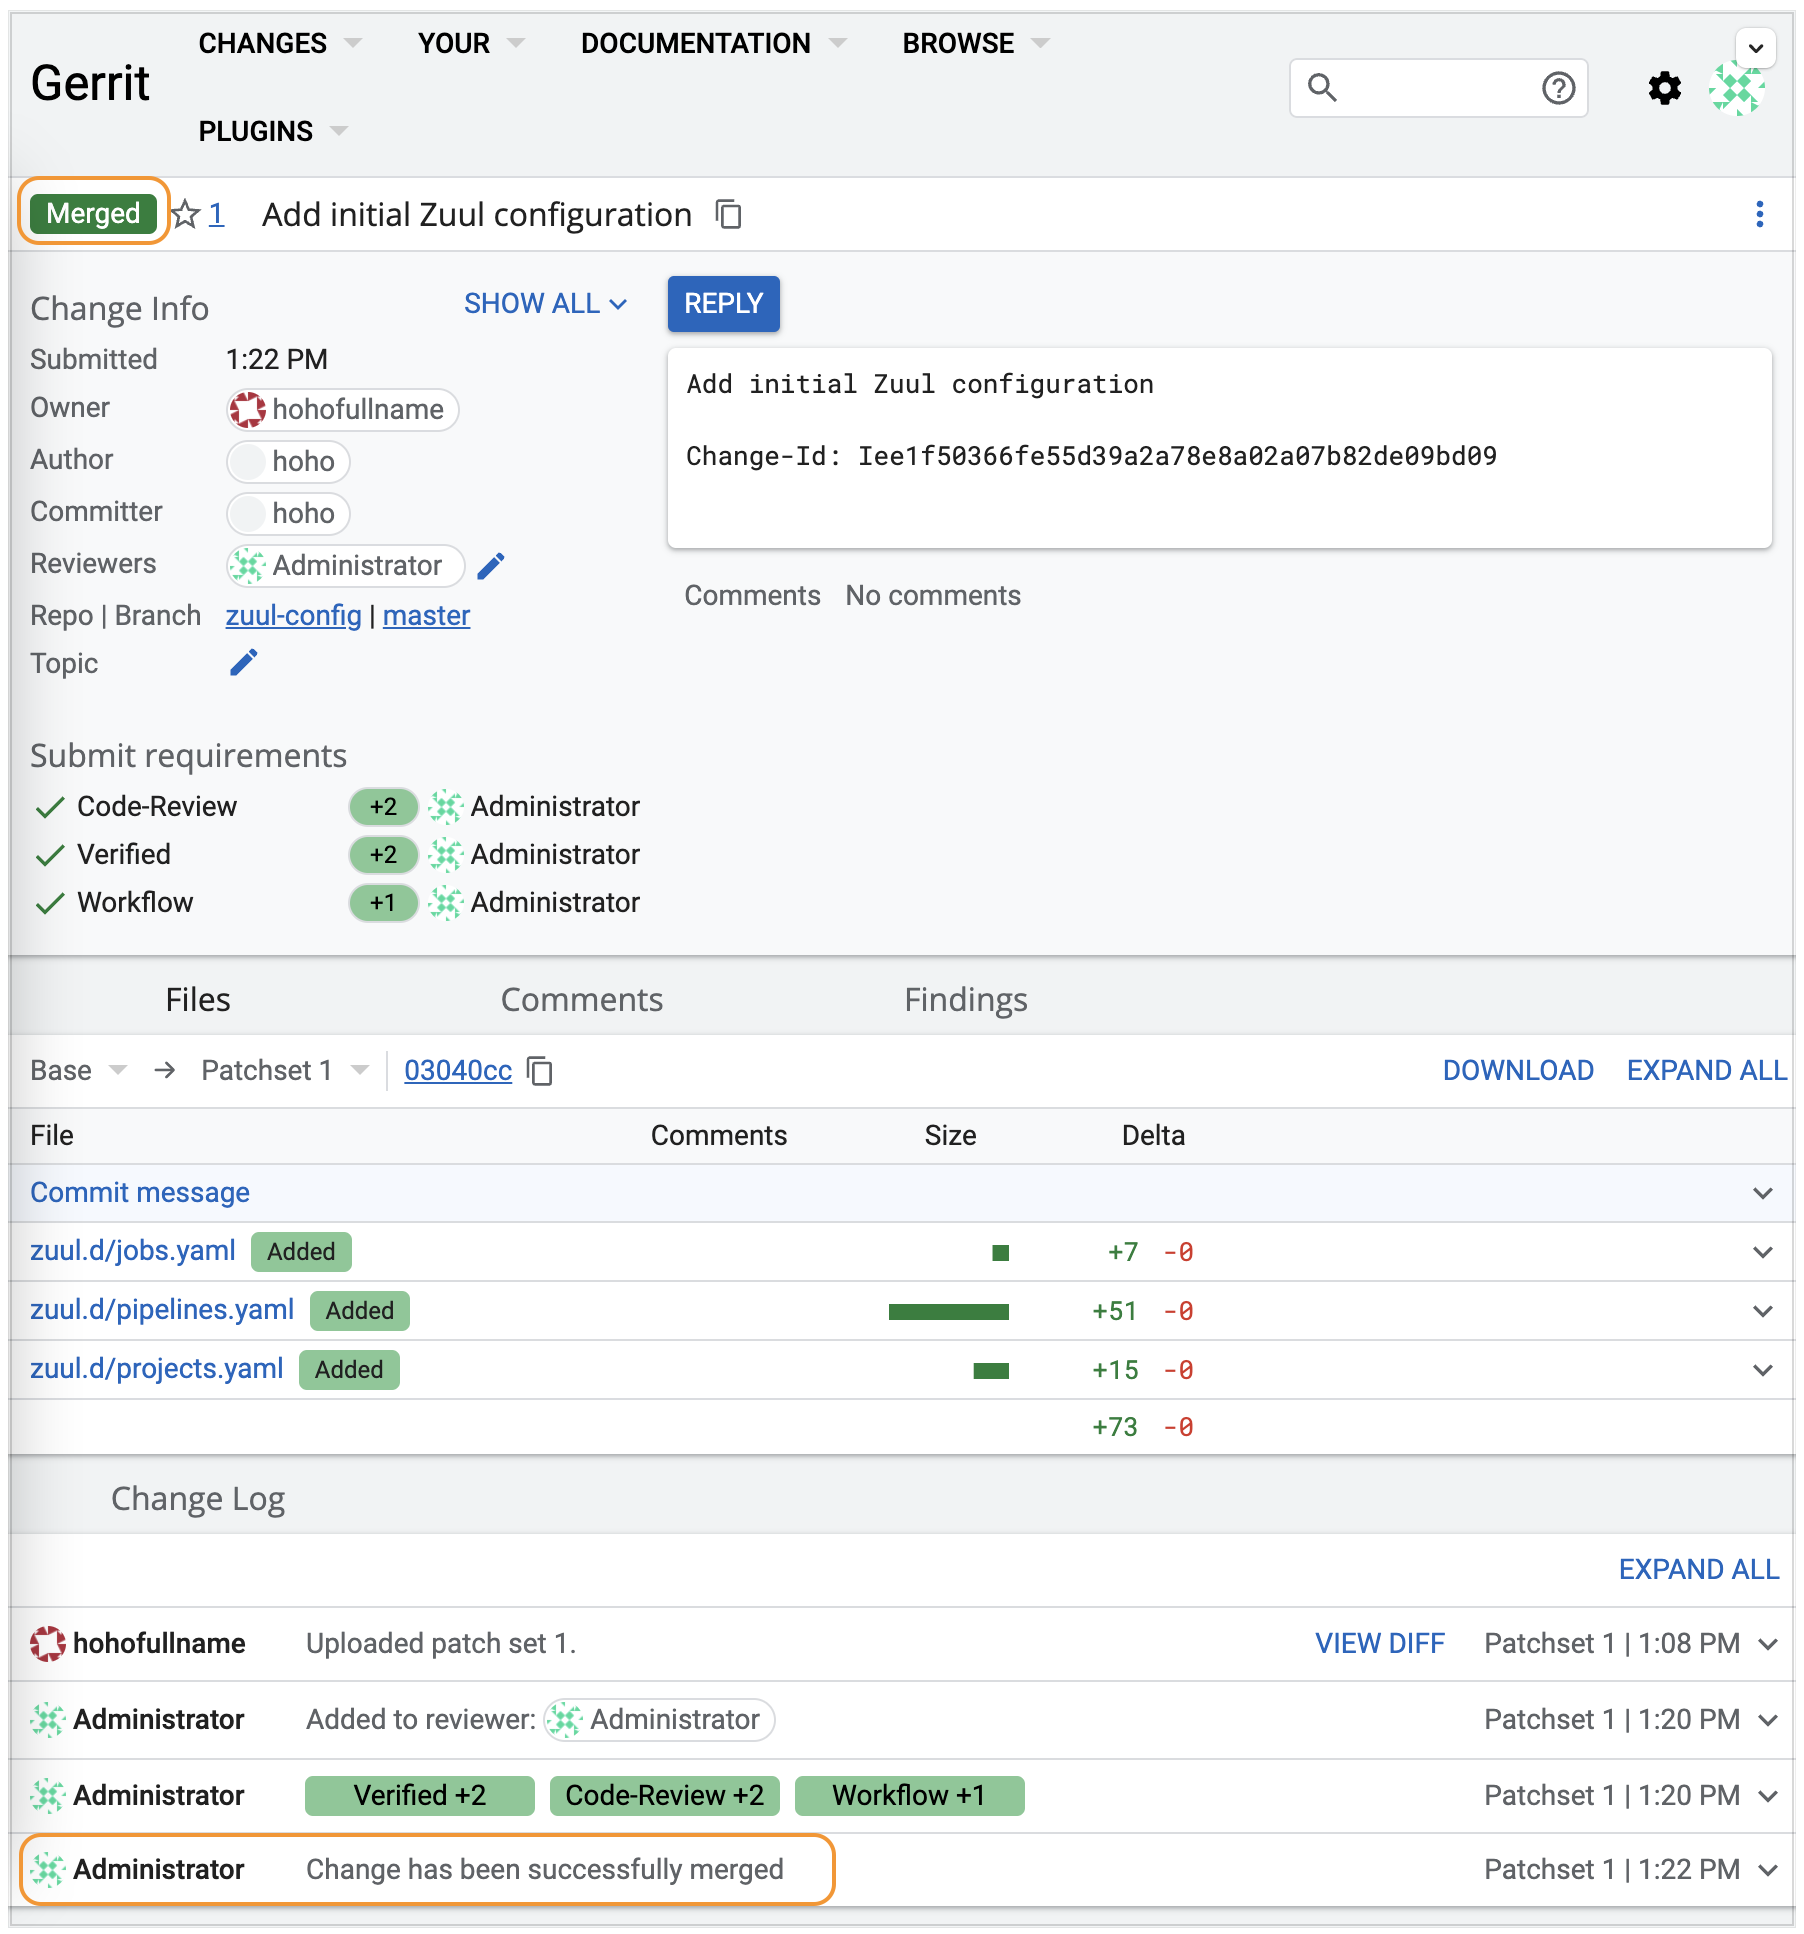 Gerrit
CHANGES YOUR DOCUMENTATION BROWSE
PLUGINS
Merged 1 Add initial Zuul configuration
Change Info SHOW ALL
Submitted 1:22 PM
Owner hohofullname
Author hoho
Committer hoho
Reviewers Administrator
Repo | Branch zuul-config | master
Topic
REPLY
Add initial Zuul configuration
Change-Id: Iee1f50366fe55d39a2a78e8a02a07b82de09bd09
Comments No comments
Submit requirements
Code-Review +2 Administrator
Verified +2 Administrator
Workflow +1 Administrator
Files Comments Findings
Base → Patchset 1 03040cc DOWNLOAD EXPAND ALL
File Comments Size Delta
Commit message
zuul.d/jobs.yaml Added +7 -0
zuul.d/pipelines.yaml Added +51 -0
zuul.d/projects.yaml Added +15 -0
+73 -0
Change Log
EXPAND ALL
hohofullname Uploaded patch set 1. VIEW DIFF Patchset 1 | 1:08 PM
Administrator Added to reviewer: Administrator Patchset 1 | 1:20 PM
Administrator Verified +2 Code-Review +2 Workflow +1 Patchset 1 | 1:20 PM
Administrator Change has been successfully merged Patchset 1 | 1:22 PM